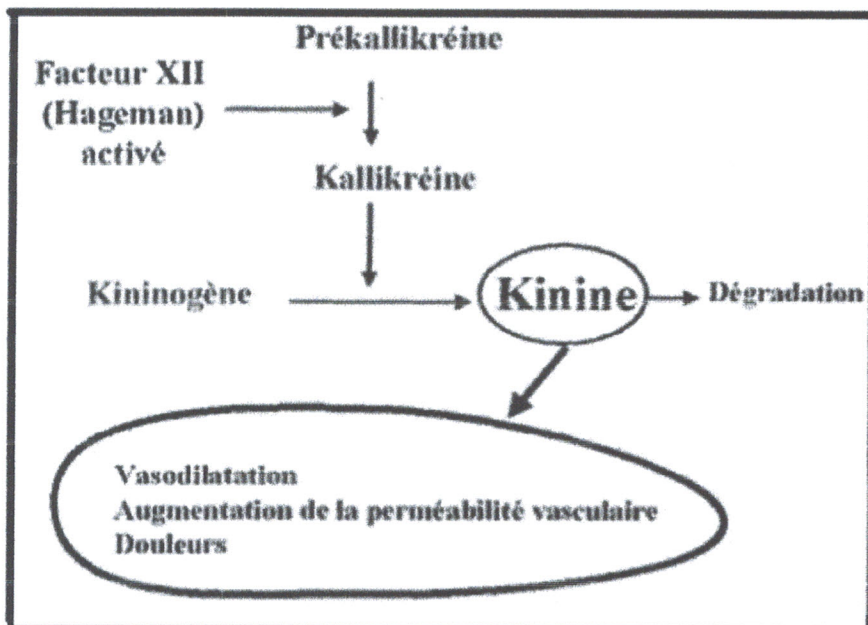 Prékallikréine
Facteur XII
(Hageman)
activé
Kallikréine
Kininogène
Kinine
Dégradation
Vasodilatation
Augmentation de la perméabilité vasculaire
Douleurs